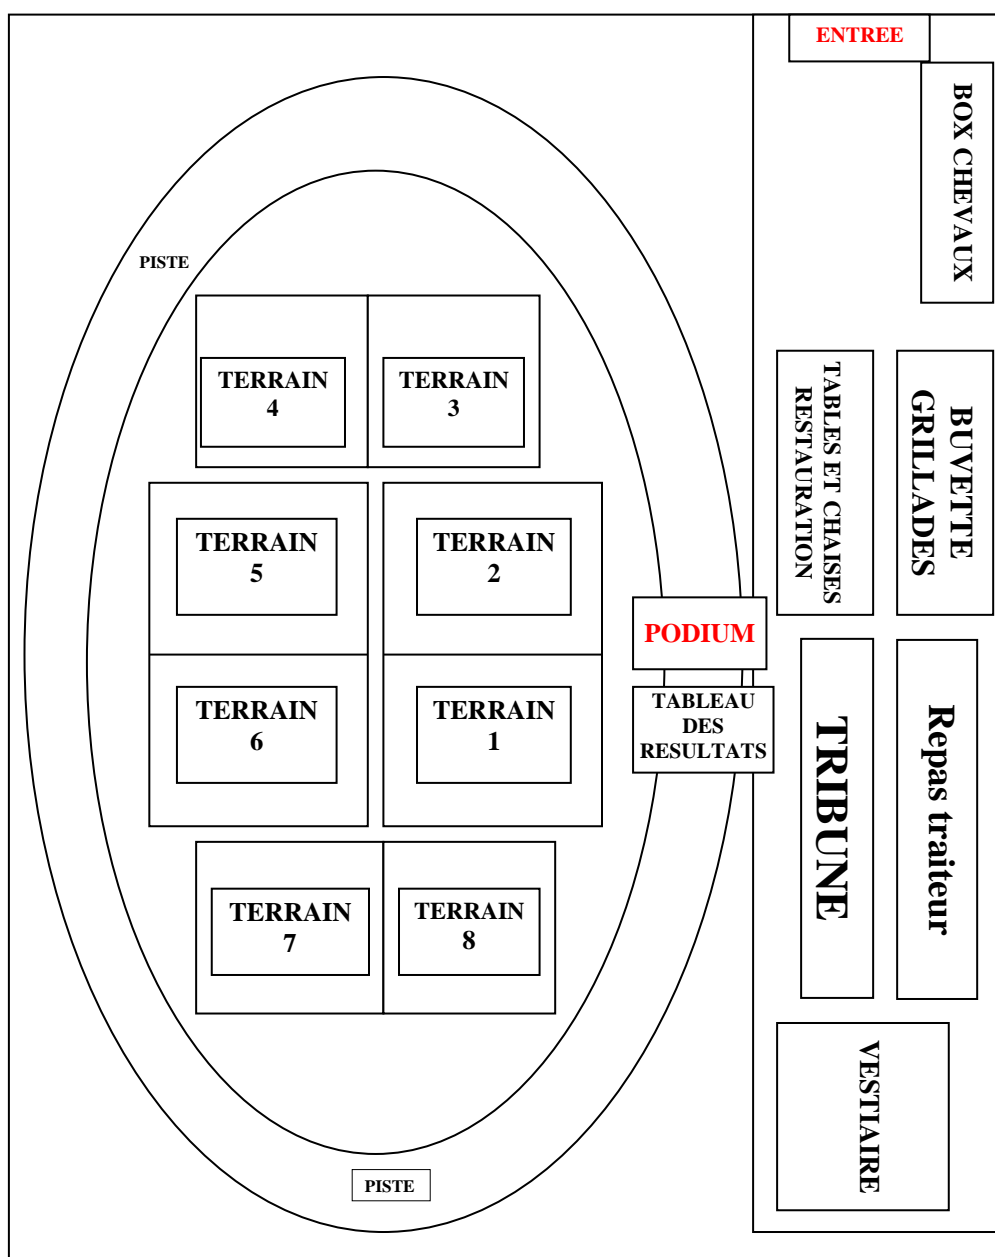 ENTREE
BOX CHEVAUX
PISTE
TERRAIN
4
TERRAIN
3
TABLES ET CHAISES
RESTAURATION
BUVETTE
GRILLADES
TERRAIN
5
TERRAIN
2
PODIUM
TERRAIN
6
TERRAIN
1
TABLEAU
DES
RESULTATS
TRIBUNE
Repas traiteur
TERRAIN
7
TERRAIN
8
VESTIAIRE
PISTE